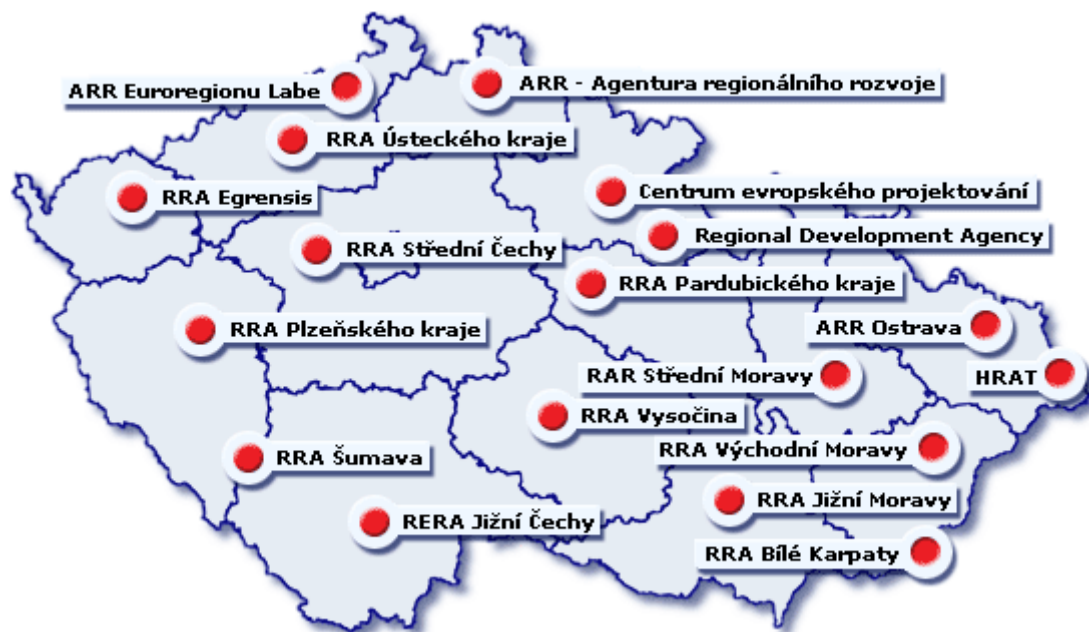 ARR Euroregionu Labe
ARR - Agentura regionálního rozvoje
RRA Ústeckého kraje
RRA Egrensis
Centrum evropského projektování
Regional Development Agency
RRA Střední Čechy
RRA Pardubického kraje
RRA Plzeňského kraje
ARR Ostrava
RAR Střední Moravy
HRAT
RRA Vysočina
RRA Východní Moravy
RRA Šumava
RRA Jižní Moravy
RERA Jižní Čechy
RRA Bílé Karpaty